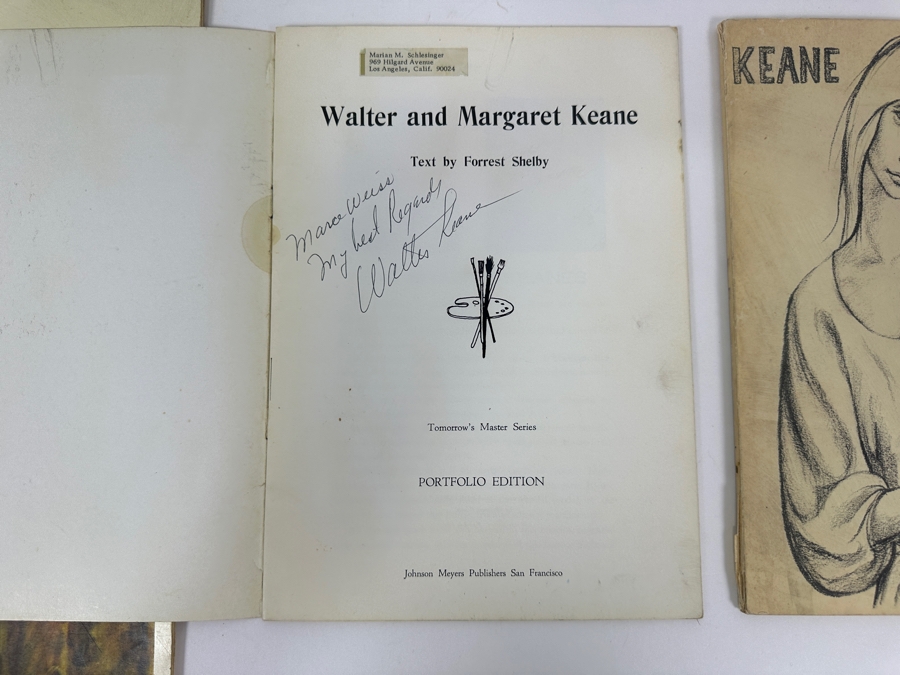 Marian M. Schlesinger
969 Hilgard Avenue
Los Angeles, Calif. 90024
Walter and Margaret Keane
Text by Forrest Shelby
Marce Weiss
My best Regards
Walter Keane
Tomorrow's Master Series
PORTFOLIO EDITION
Johnson Meyers Publishers San Francisco
KEANE